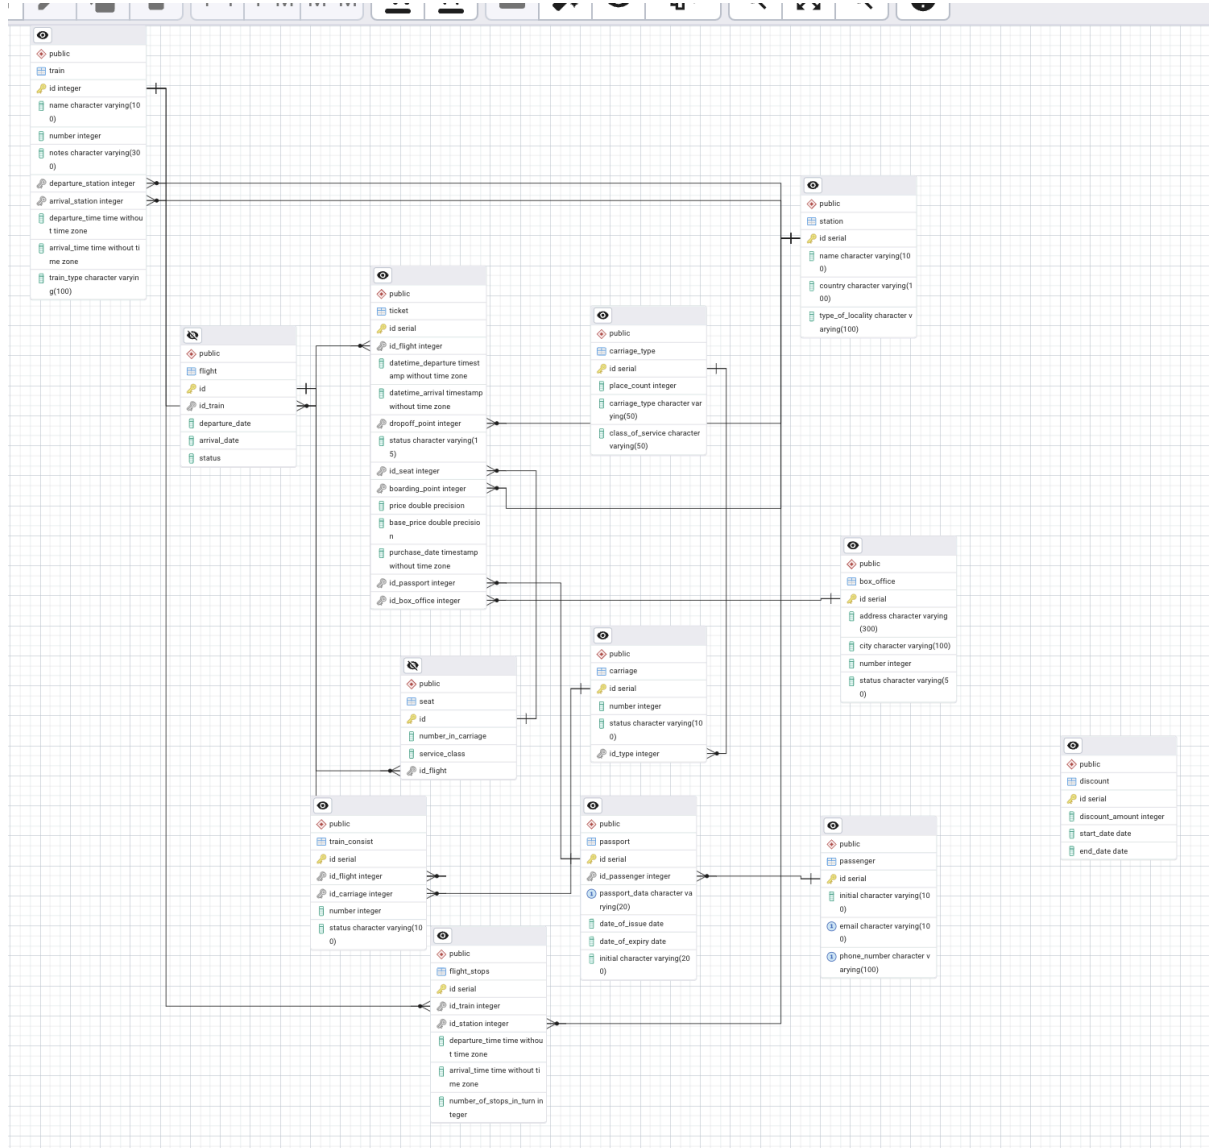 public
train
id integer
name character varying(10
0)
number integer
notes character varying(30
0)
departure_station integer
arrival_station integer
departure_time time withou
t time zone
arrival_time time without ti
me zone
train_type character varyin
g(100)
public
station
id serial
name character varying(10
0)
country character varying(1
00)
type_of_locality character v
arying(100)
public
ticket
id serial
id_flight integer
datetime_departure timest
amp without time zone
datetime_arrival timestamp
without time zone
dropoff_point integer
status character varying(1
5)
id_seat integer
boarding_point integer
price double precision
base_price double precisio
n
purchase_date timestamp
without time zone
id_passport integer
id_box_office integer
public
carriage_type
id serial
place_count integer
carriage_type character var
ying(50)
class_of_service character
varying(50)
public
flight
id
id_train
departure_date
arrival_date
status
public
box_office
id serial
address character varying
(300)
city character varying(100)
number integer
status character varying(5
0)
public
carriage
id serial
number integer
status character varying(10
0)
id_type integer
public
seat
id
number_in_carriage
service_class
id_flight
public
discount
id serial
discount_amount integer
start_date date
end_date date
public
train_consist
id serial
id_flight integer
id_carriage integer
number integer
status character varying(10
0)
public
passport
id serial
id_passenger integer
passport_data character va
rying(20)
date_of_issue date
date_of_expiry date
initial character varying(20
0)
public
passenger
id serial
initial character varying(10
0)
email character varying(10
0)
phone_number character v
arying(100)
public
flight_stops
id serial
id_train integer
id_station integer
departure_time time withou
t time zone
arrival_time time without ti
me zone
number_of_stops_in_turn in
teger